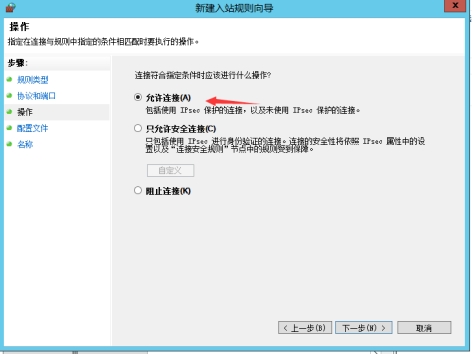 新建入站规则向导
操作
指定在连接与规则中指定的条件相匹配时要执行的操作。
步骤:
规则类型
协议和端口
操作
配置文件
名称
连接符合指定条件时应该进行什么操作?
允许连接(A)
包括使用 IPsec 保护的连接，以及未使用 IPsec 保护的连接。
只允许安全连接(C)
只包括使用 IPsec 进行身份验证的连接。连接的安全性将依照 IPsec 属性中的设
置以及“连接安全规则”节点中的规则受到保障。
自定义
阻止连接(K)
< 上一步(B)
下一步(N) >
取消